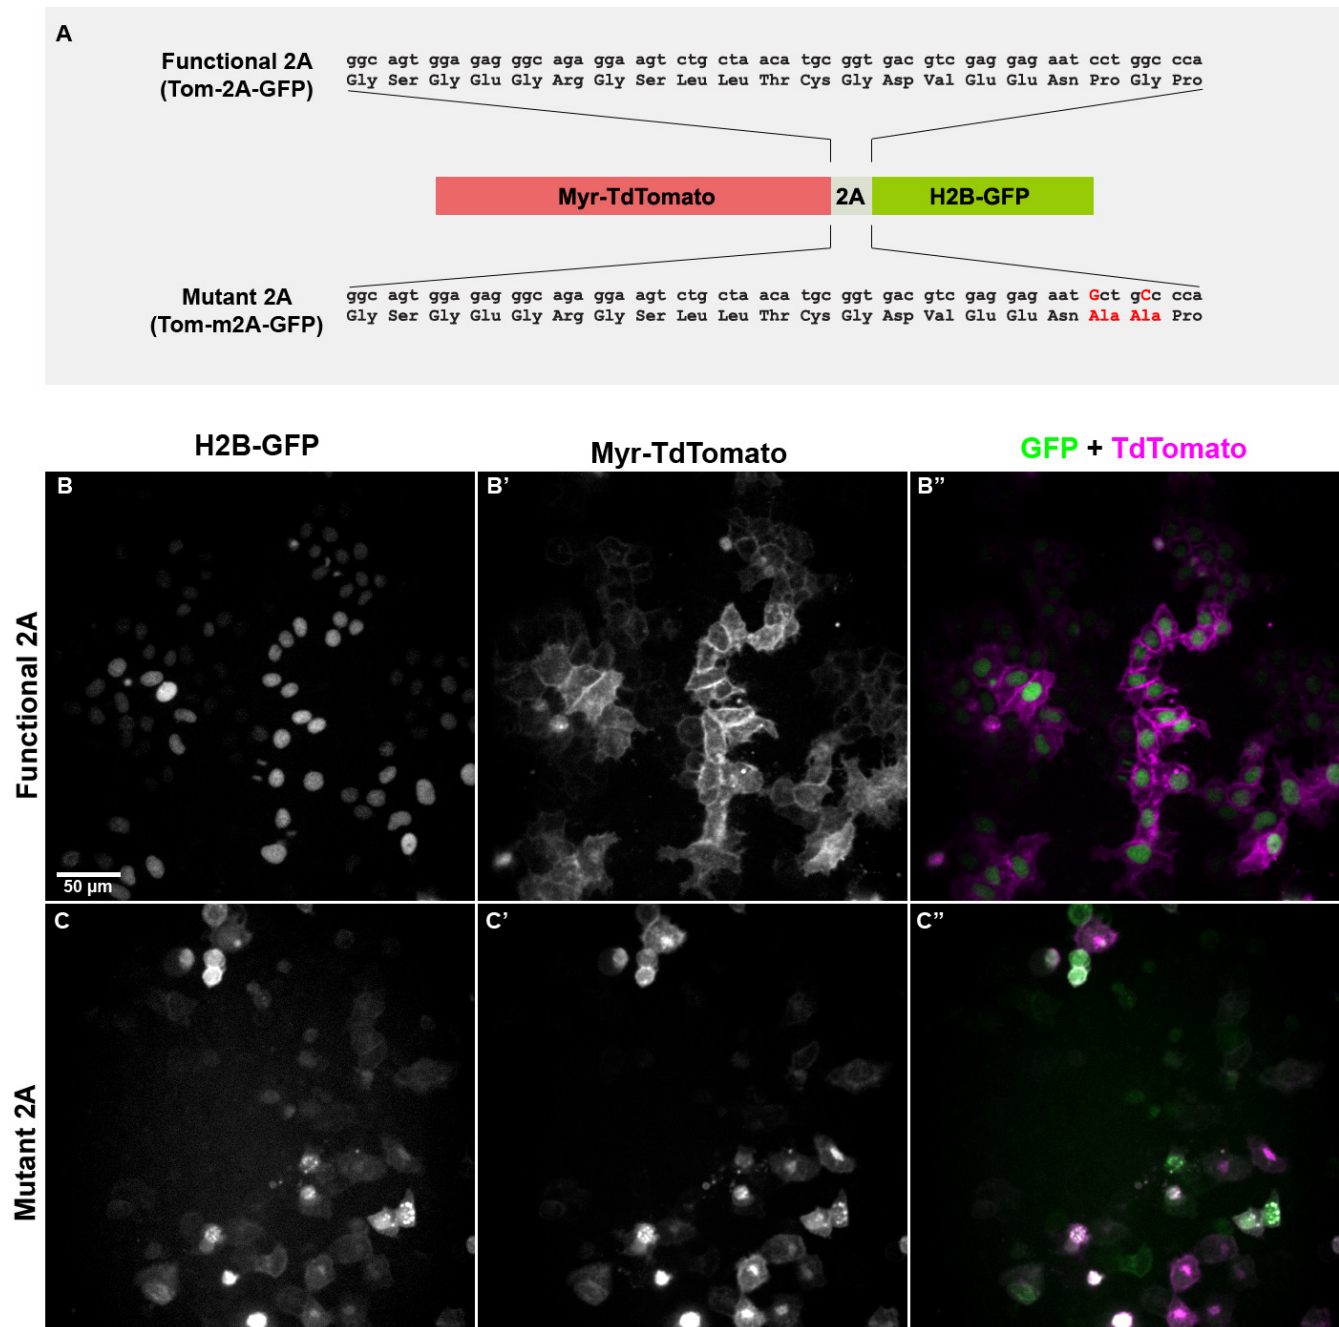 A
Functional 2A
(Tom-2A-GFP)
ggc agt gga gag ggc aga gga agt ctg cta aca tgc ggt gac gtc gag gag aat cct ggc cca
Gly Ser Gly Glu Gly Arg Gly Ser Leu Leu Thr Cys Gly Asp Val Glu Glu Asn Pro Gly Pro
Myr-TdTomato
2A
H2B-GFP
Mutant 2A
(Tom-m2A-GFP)
ggc agt gga gag ggc aga gga agt ctg cta aca tgc ggt gac gtc gag gag aat Gct gCc cca
Gly Ser Gly Glu Gly Arg Gly Ser Leu Leu Thr Cys Gly Asp Val Glu Glu Asn Ala Ala Pro
H2B-GFP
Myr-TdTomato
GFP + TdTomato
Functional 2A
B
B’
B”
50 µm
Mutant 2A
C
C’
C”